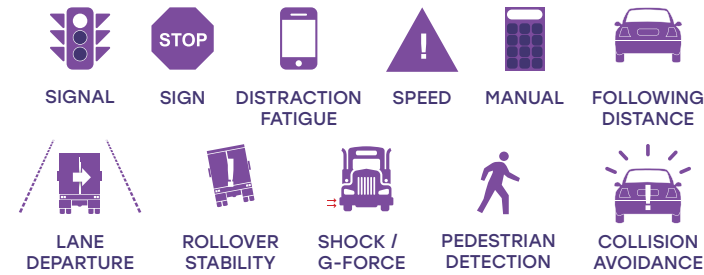 STOP
!
SIGNAL
SIGN
DISTRACTION
FATIGUE
SPEED
MANUAL
FOLLOWING
DISTANCE
!
!
LANE
DEPARTURE
ROLLOVER
STABILITY
SHOCK /
G-FORCE
PEDESTRIAN
DETECTION
COLLISION
AVOIDANCE